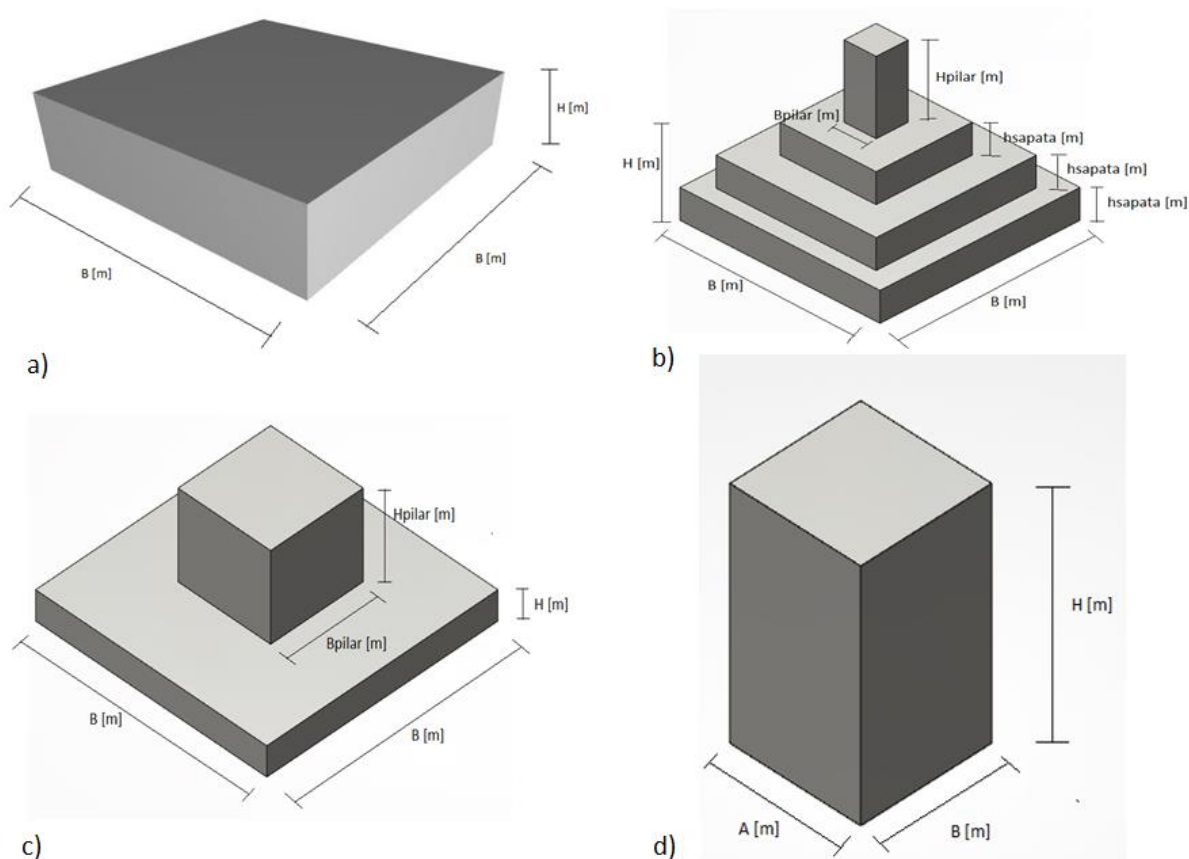 H [m]
B [m]
B [m]
a)
Hpilar [m]
Bpilar [m]
H [m]
hsapata [m]
hsapata [m]
hsapata [m]
B [m]
B [m]
b)
Hpilar [m]
H [m]
Bpilar [m]
B [m]
B [m]
c)
H [m]
A [m]
B [m]
d)